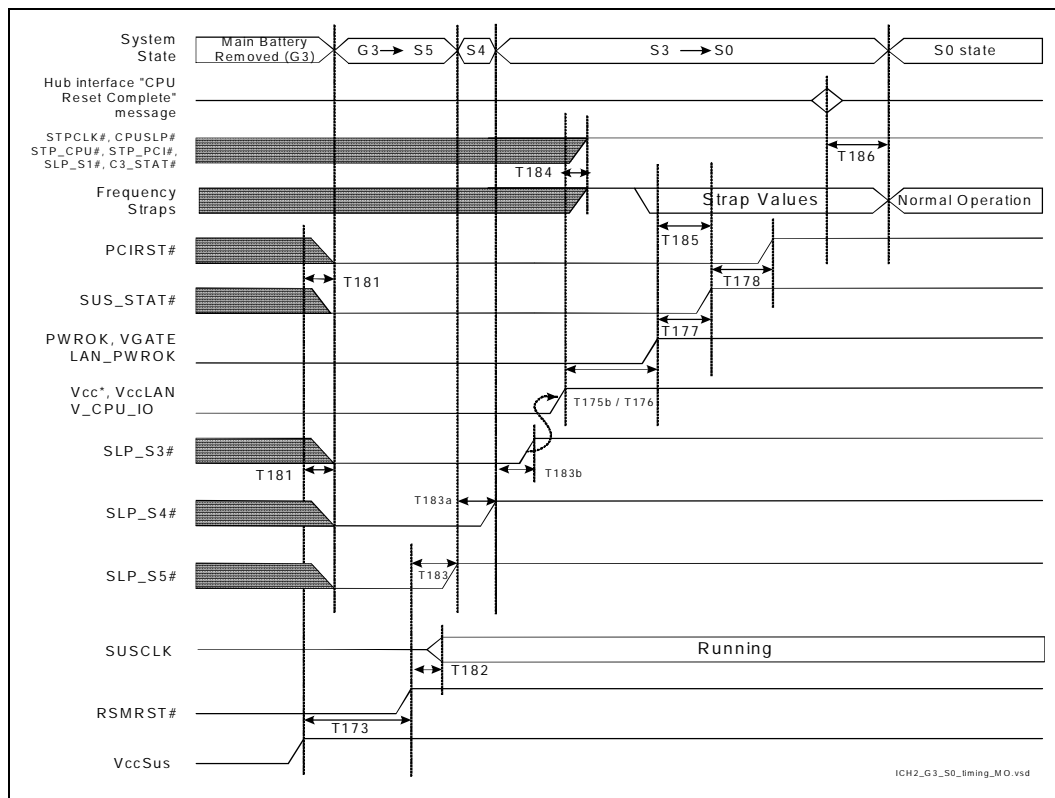 System
State
Main Battery
Removed (G3)
G3 → S5
S4
S3 → S0
S0 state
Hub interface "CPU
Reset Complete"
message
T186
STPCLK#, CPUSLP#
STP_CPU#, STP_PCI#,
SLP_S1#, C3_STAT#
T184
Frequency
Straps
Strap Values
Normal Operation
T185
PCIRST#
T181
T178
SUS_STAT#
T177
PWROK, VGATE
LAN_PWROK
Vcc*, VccLAN
V_CPU_IO
T175b / T176
SLP_S3#
T181
T183b
T183a
SLP_S4#
SLP_S5#
T183
SUSCLK
Running
T182
RSMRST#
T173
VccSus
ICH2_G3_S0_timing_MO.vsd